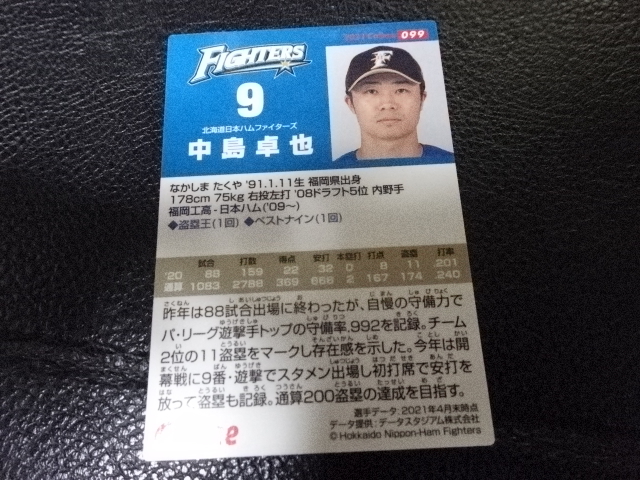 099
FIGHTERS
9
北海道日本ハムファイターズ
中島卓也
なかしま たくや '91.1.11生 福岡県出身
178cm 75kg 右投左打 '08ドラフト5位 内野手
福岡工高-日本ハム('09〜)
◆盗塁王(1回) ◆ベストナイン(1回)
試合 打数 得点 安打 本塁打 打点 盗塁 打率
'20 88 159 22 32 0 8 11 .201
通算 1083 2788 369 668 2 167 174 .240
昨年は88試合出場に終わったが、自慢の守備力で
パ・リーグ遊撃手トップの守備率.992を記録。チーム
2位の11盗塁をマークし存在感を示した。今年は開
幕戦に9番・遊撃でスタメン出場し初打席で安打を
放って盗塁も記録。通算200盗塁の達成を目指す。
選手データ:2021年4月末時点
データ提供:データスタジアム株式会社
© Hokkaido Nippon-Ham Fighters